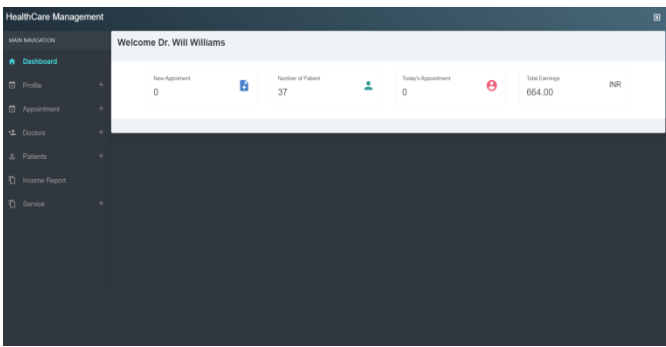 HealthCare Management
MAIN NAVIGATION
Welcome Dr. Will Williams
Dashboard
Profile +
Appointment +
Doctors +
Patients +
Income Report
Service +
New Appoiment
0
Number of Patient
37
Today's Appointment
0
Total Earnings
664.00
INR